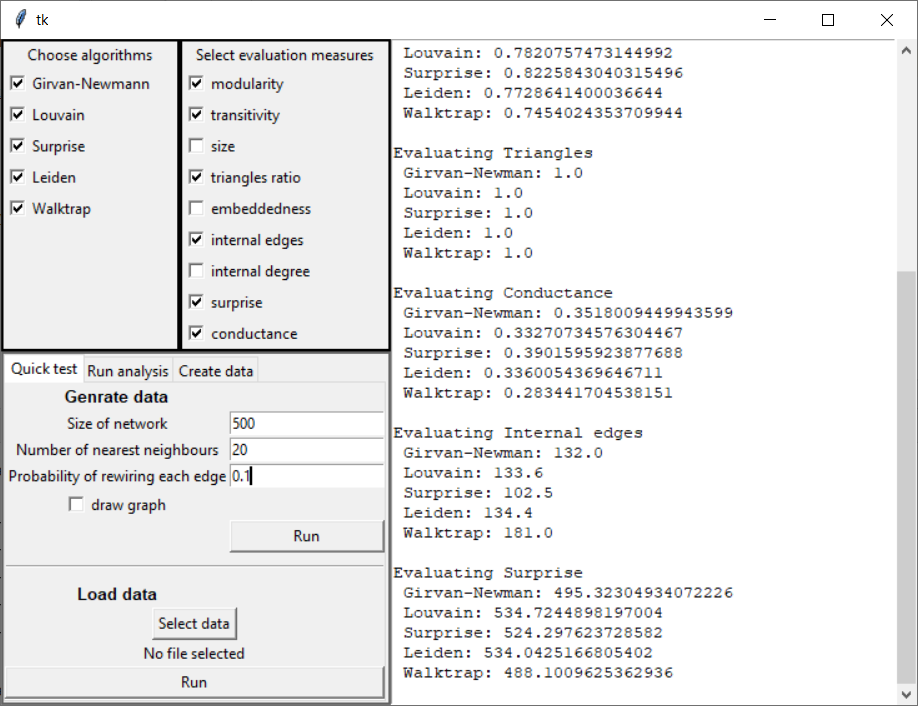 tk
Choose algorithms
Girvan-Newmann
Louvain
Surprise
Leiden
Walktrap
Select evaluation measures
modularity
transitivity
size
triangles ratio
embeddedness
internal edges
internal degree
surprise
conductance
Quick test
Run analysis
Create data
Genrate data
Size of network 500
Number of nearest neighbours 20
Probability of rewiring each edge 0.1
draw graph
Run
Load data
Select data
No file selected
Run
Louvain: 0.7820757473144992
Surprise: 0.8225843040315496
Leiden: 0.7728641400036644
Walktrap: 0.7454024353709944
Evaluating Triangles
Girvan-Newman: 1.0
Louvain: 1.0
Surprise: 1.0
Leiden: 1.0
Walktrap: 1.0
Evaluating Conductance
Girvan-Newman: 0.3518009449943599
Louvain: 0.33270734576304467
Surprise: 0.3901595923877688
Leiden: 0.3360054369646711
Walktrap: 0.283441704538151
Evaluating Internal edges
Girvan-Newman: 132.0
Louvain: 133.6
Surprise: 102.5
Leiden: 134.4
Walktrap: 181.0
Evaluating Surprise
Girvan-Newman: 495.32304934072226
Louvain: 534.7244898197004
Surprise: 524.297623728582
Leiden: 534.0425166805402
Walktrap: 488.1009625362936